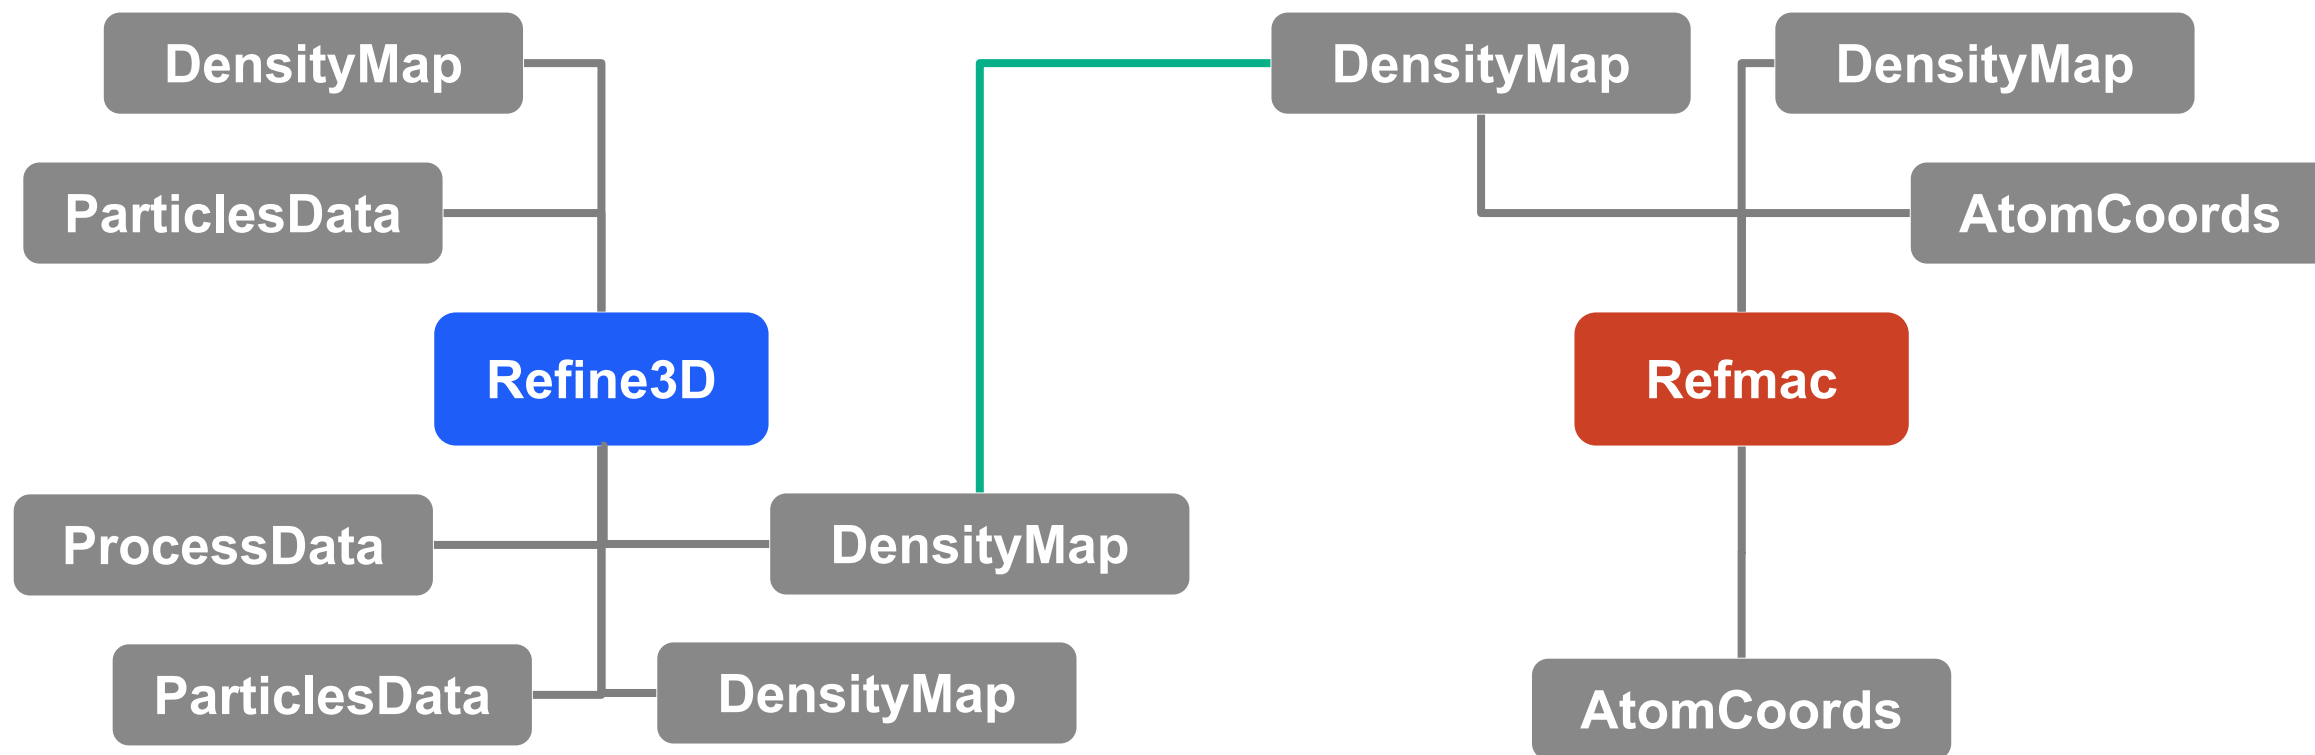 DensityMap
DensityMap
DensityMap
ParticlesData
AtomCoords
Refine3D
Refmac
ProcessData
DensityMap
ParticlesData
DensityMap
AtomCoords